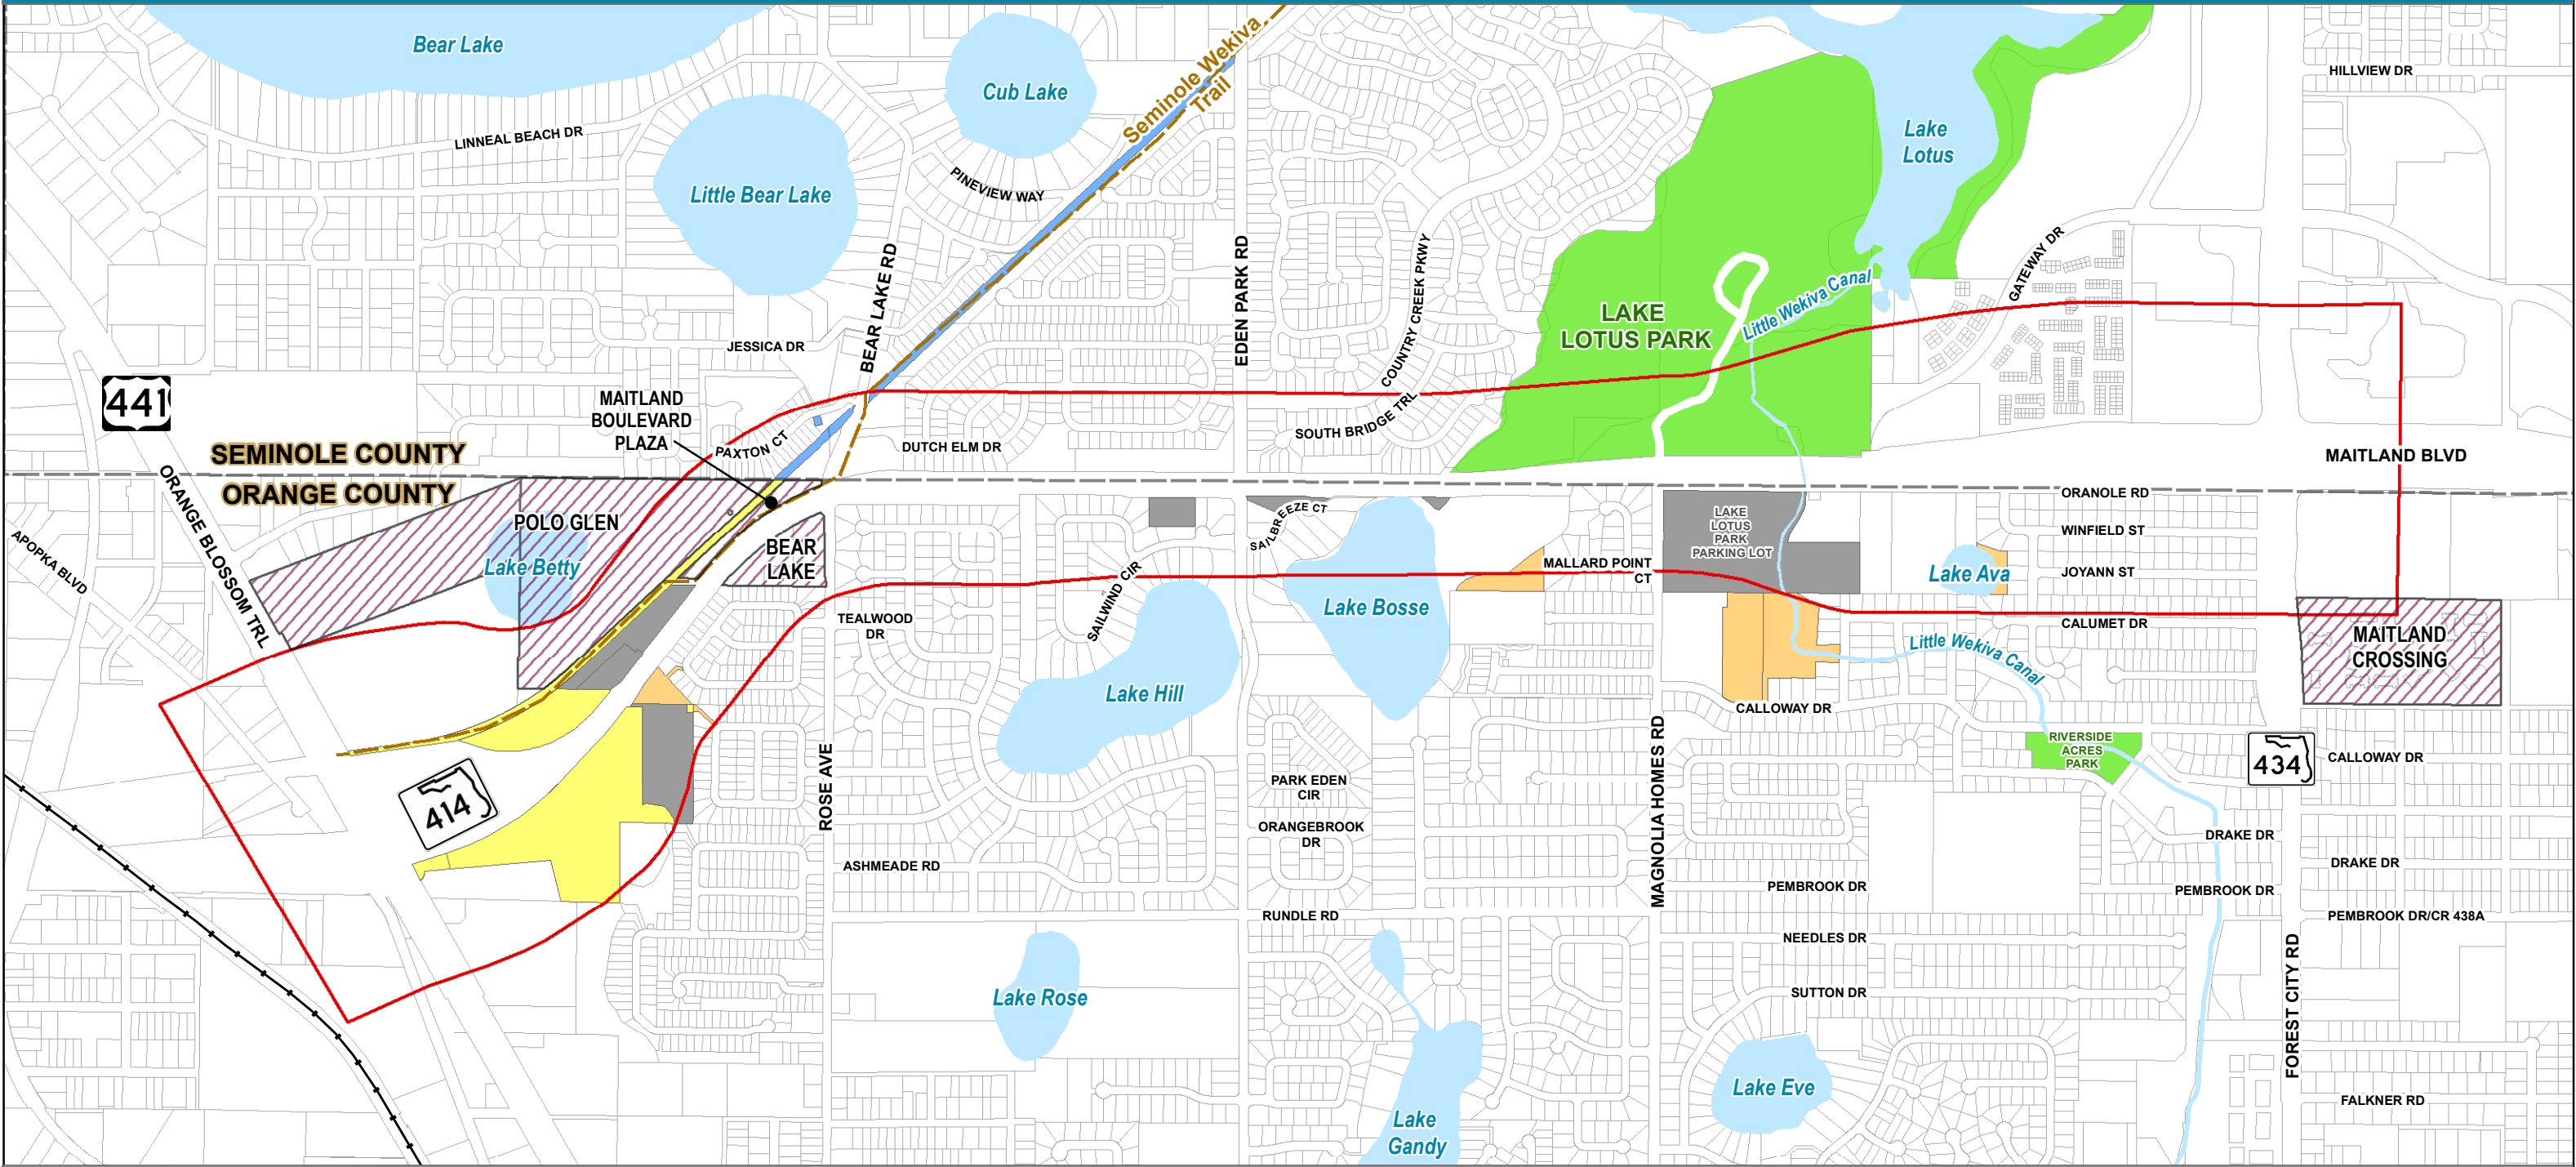 Bear Lake
Cub Lake
Seminole Wekiva
Trail
HILLVIEW DR
LINNEAL BEACH DR
Lake
Lotus
Little Bear Lake
PINEVIEW WAY
BEAR LAKE RD
EDEN PARK RD
COUNTRY CREEK PKWY
GATEWAY DR
Little Wekiva Canal
LAKE
LOTUS PARK
JESSICA DR
441
MAITLAND
BOULEVARD
PLAZA
PAXTON CT
DUTCH ELM DR
SOUTH BRIDGE TRL
SEMINOLE COUNTY
ORANGE COUNTY
MAITLAND BLVD
ORANGE BLOSSOM TRL
APOPKA BLVD
POLO GLEN
Lake Betty
BEAR
LAKE
SAILBREEZE CT
LAKE
LOTUS
PARK
PARKING LOT
ORANOLE RD
WINFIELD ST
JOYANN ST
Lake Ava
MALLARD POINT
CT
SAILWIND CIR
TEALWOOD
DR
Lake Bosse
CALUMET DR
Little Wekiva Canal
MAITLAND
CROSSING
Lake Hill
CALLOWAY DR
MAGNOLIA HOMES RD
ROSE AVE
414
PARK EDEN
CIR
ORANGEBROOK
DR
RIVERSIDE
ACRES
PARK
434
CALLOWAY DR
DRAKE DR
DRAKE DR
ASHMEADE RD
PEMBROOK DR
PEMBROOK DR
RUNDLE RD
PEMBROOK DR/CR 438A
NEEDLES DR
FOREST CITY RD
Lake Rose
SUTTON DR
Lake Eve
FALKNER RD
Lake
Gandy